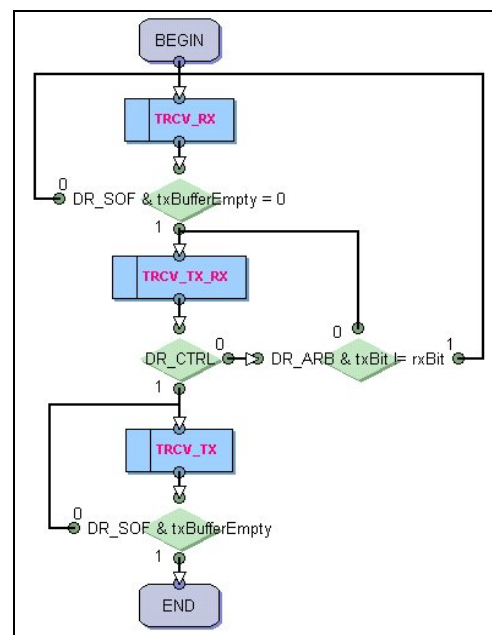 BEGIN
TRCV_RX
0
DR_SOF & txBufferEmpty = 0
1
TRCV_TX_RX
0
0
1
DR_CTRL
DR_ARB & txBit != rxBit
1
TRCV_TX
0
DR_SOF & txBufferEmpty
1
END